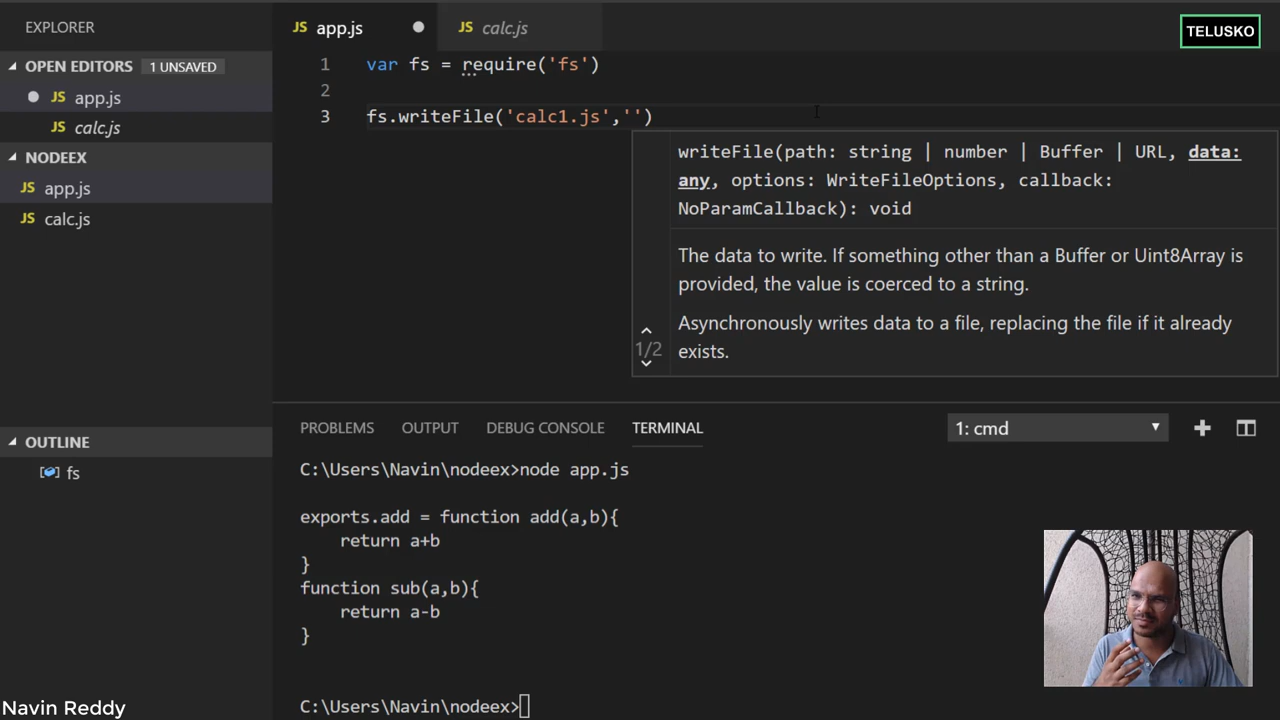 EXPLORER
OPEN EDITORS 1 UNSAVED
JS app.js
JS calc.js
NODEEX
JS app.js
JS calc.js
OUTLINE
fs
app.js
JS calc.js
TELUSKO
1 var fs = require('fs')
2
3 fs.writeFile('calc1.js','')
writeFile(path: string | number | Buffer | URL, data:
any, options: WriteFileOptions, callback:
NoParamCallback): void
The data to write. If something other than a Buffer or Uint8Array is
provided, the value is coerced to a string.
1/2
Asynchronously writes data to a file, replacing the file if it already
exists.
PROBLEMS OUTPUT DEBUG CONSOLE TERMINAL
1: cmd
C:\Users\Navin\nodeex>node app.js
exports.add = function add(a,b){
return a+b
}
function sub(a,b){
return a-b
}
C:\Users\Navin\nodeex>
Navin Reddy